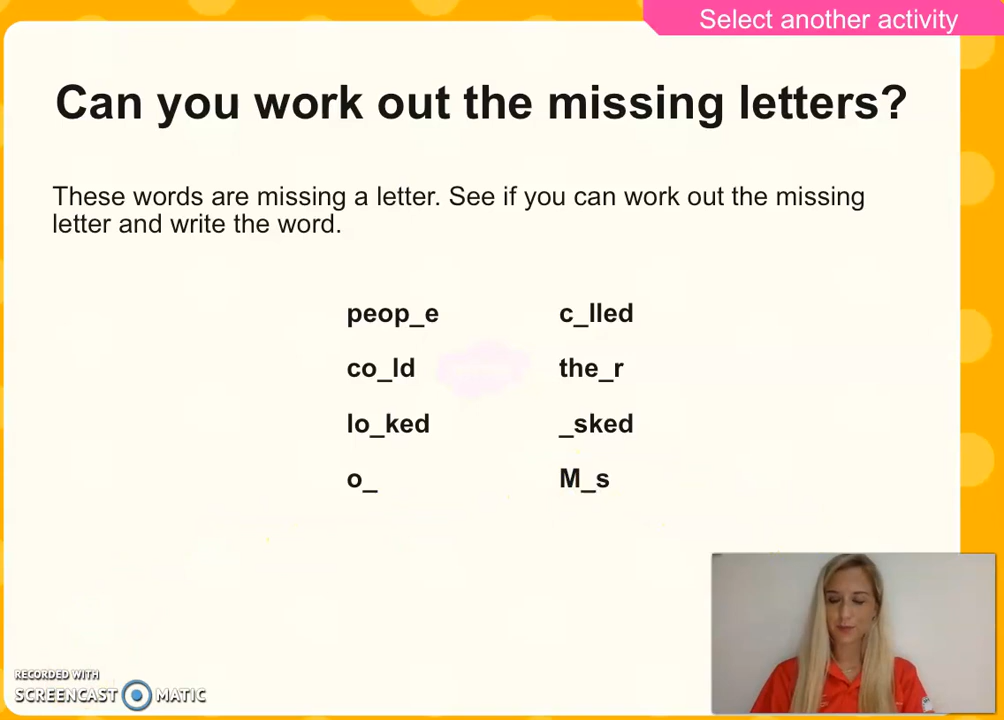 Select another activity
Can you work out the missing letters?
These words are missing a letter. See if you can work out the missing
letter and write the word.
peop_e c_lled
co_ld the_r
lo_ked _sked
o_ M_s
RECORDED WITH
SCREENCAST MATIC